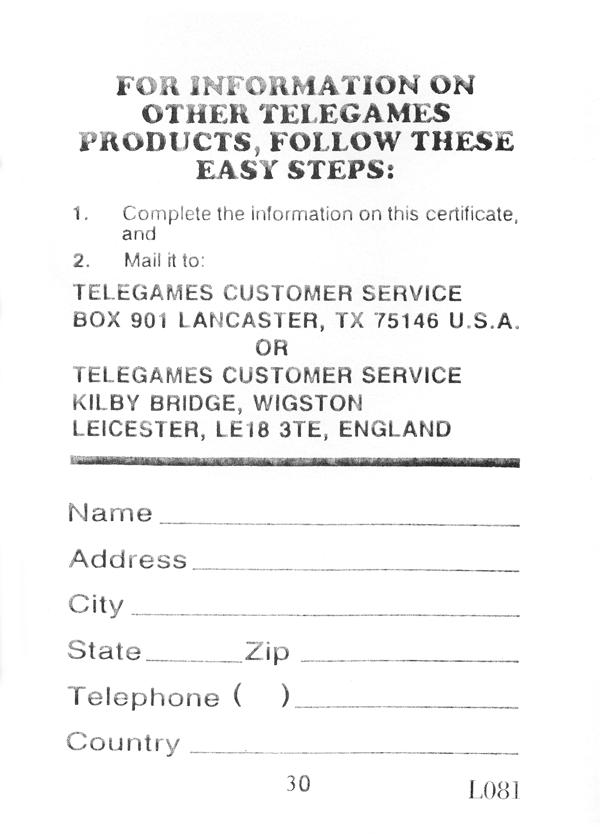 FOR INFORMATION ON
OTHER TELEGAMES
PRODUCTS, FOLLOW THESE
EASY STEPS:
1. Complete the information on this certificate,
and
2. Mail it to:
TELEGAMES CUSTOMER SERVICE
BOX 901 LANCASTER, TX 75146 U.S.A.
OR
TELEGAMES CUSTOMER SERVICE
KILBY BRIDGE, WIGSTON
LEICESTER, LE18 3TE, ENGLAND
Name
Address
City
State Zip
Telephone ( )
Country
30 L081